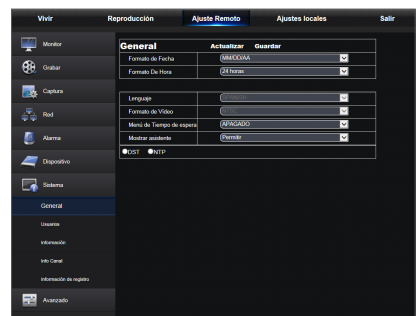 Vivir Reproducción Ajuste Remoto Ajustes locales Salir
Monitor
Grabar
Captura
Red
Alarma
Dispositivo
Sistema
General
Usuarios
Información
Info Canal
Información de registro
Avanzado
General Actualizar Guardar
Formato de Fecha MM/DD/AA
Formato De Hora 24 horas
Lenguaje
Formato de Vídeo
Menú de Tiempo de espera APAGADO
Mostrar asistente Permitir
DST NTP